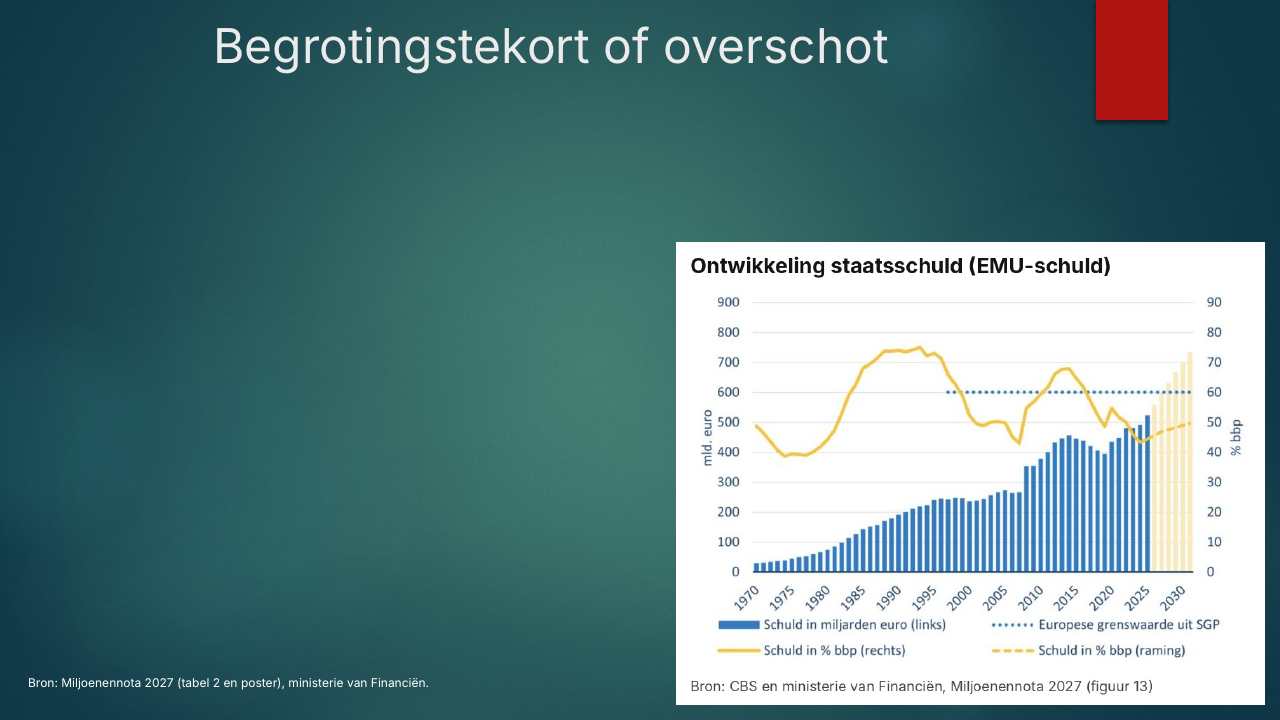 Begrotingstekort of overschot
Ontwikkeling staatsschuld (EMU-schuld)
900 90
800 80
700 70
600 60
500 50
400 40
300 30
200 20
100 10
0 0
mld. euro
% bbp
1970 1975 1980 1985 1990 1995 2000 2005 2010 2015 2020 2025 2030
Schuld in miljarden euro (links) Europese grenswaarde uit SGP
Schuld in % bbp (rechts) Schuld in % bbp (raming)
Bron: CBS en ministerie van Financiën, Miljoenennota 2027 (figuur 13)
Bron: Miljoenennota 2027 (tabel 2 en poster), ministerie van Financiën.